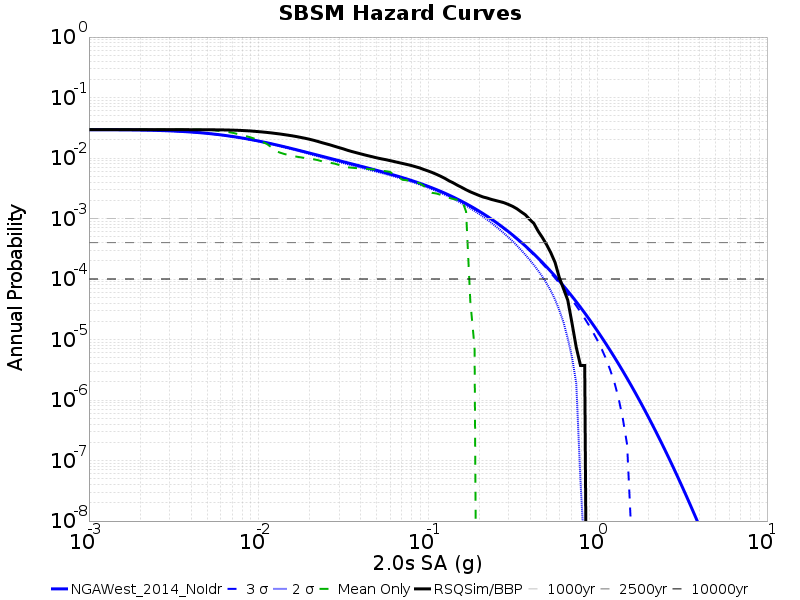 SBSM Hazard Curves
Annual Probability
10^0
10^-1
10^-2
10^-3
10^-4
10^-5
10^-6
10^-7
10^-8
10^-3 10^-2 10^-1 10^0 10^1
2.0s SA (g)
NGAWest_2014_NoIdr 3 σ 2 σ Mean Only RSQSim/BBP 1000yr 2500yr 10000yr